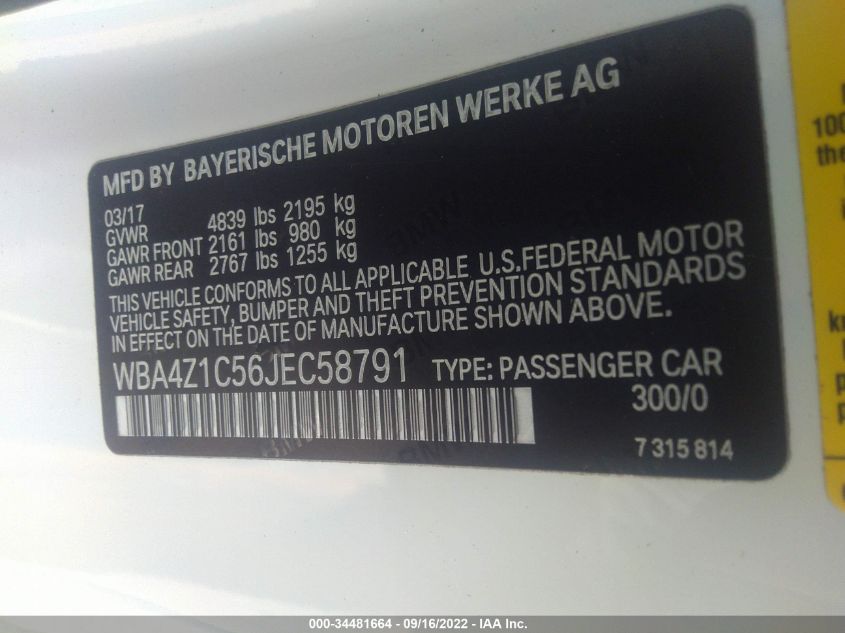 MFD BY BAYERISCHE MOTOREN WERKE AG
03/17
GVWR 4839 lbs 2195 kg
GAWR FRONT 2161 lbs 980 kg
GAWR REAR 2767 lbs 1255 kg
THIS VEHICLE CONFORMS TO ALL APPLICABLE U.S.FEDERAL MOTOR
VEHICLE SAFETY, BUMPER AND THEFT PREVENTION STANDARDS
IN EFFECT ON THE DATE OF MANUFACTURE SHOWN ABOVE.
WBA4Z1C56JEC58791 TYPE: PASSENGER CAR
300/0
7 315 814
100
the
000-34481664 - 09/16/2022 - IAA Inc.